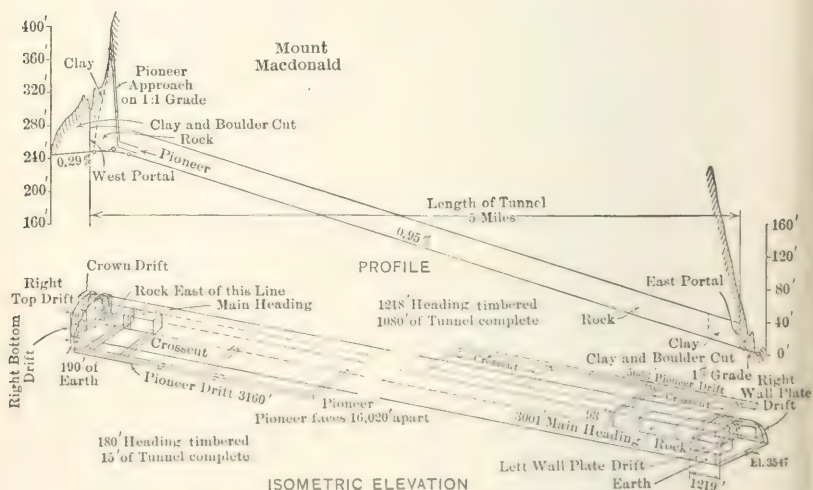 400'
360'
320'
280'
240'
200'
160'
Clay
Mount
Macdonald
Pioneer
Approach
on 1:1 Grade
Clay and Boulder Cut
Rock
Pioneer
West Portal
Length of Tunnel
5 Miles
PROFILE
160'
120'
80'
40'
0'
East Portal
Rock
Clay
Clay and Boulder Cut
Grade
Crown Drift
Right
Top Drift
Rock East of this Line
Main Heading
1218' Heading timbered
1080' of Tunnel complete
Right Bottom
Drift
Crosscut
190' of
Earth
Pioneer Drift 3160'
Pioneer
Pioneer faces 16,020' apart
180' Heading timbered
15' of Tunnel complete
Crosscut
Pioneer Drift
Crosscut
Right
Wall Plate
Drift
93'
3001' Main Heading
Rock
Left Wall Plate Drift
Earth
1219'
El. 3547
ISOMETRIC ELEVATION